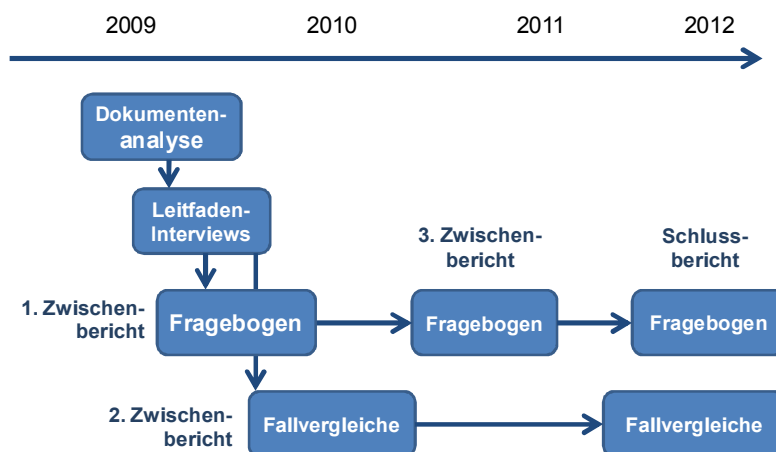 2009 2010 2011 2012
Dokumenten-
analyse
Leitfaden-
Interviews
3. Zwischen-
bericht
Schluss-
bericht
1. Zwischen-
bericht
Fragebogen
Fragebogen
Fragebogen
2. Zwischen-
bericht
Fallvergleiche
Fallvergleiche